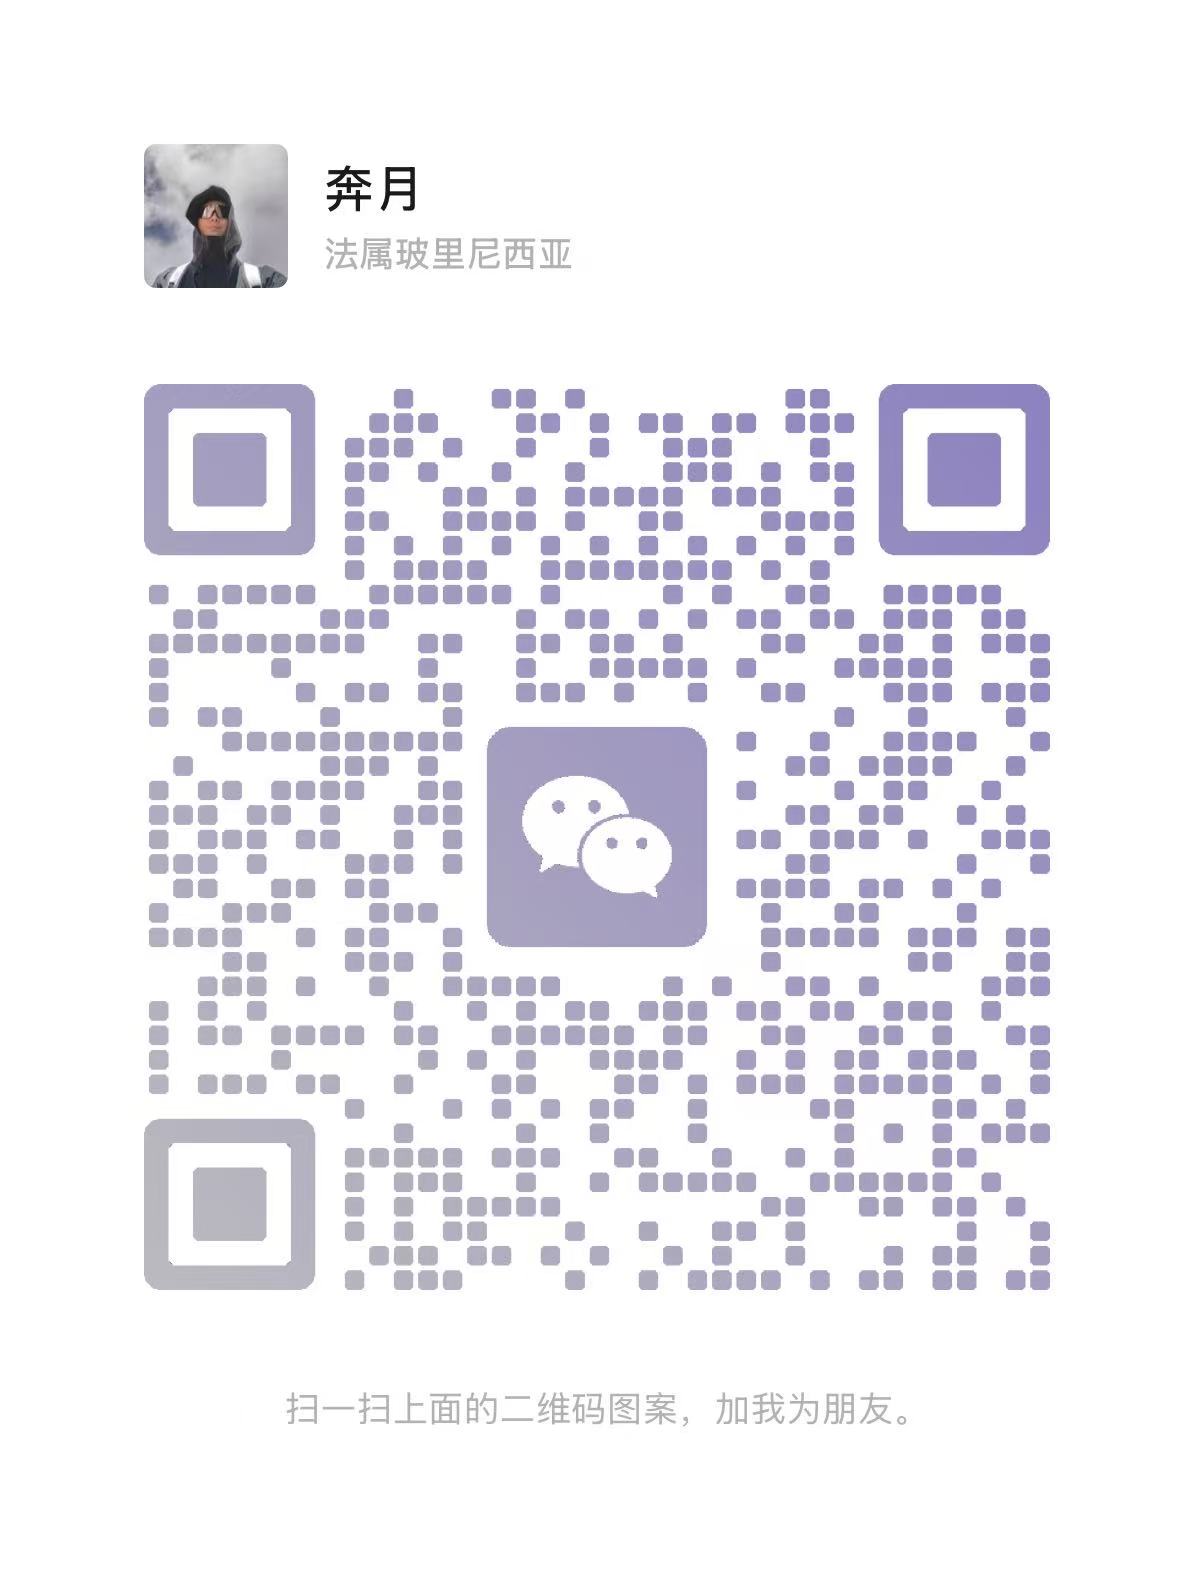 奔月
法属玻里尼西亚
扫一扫上面的二维码图案，加我为朋友。